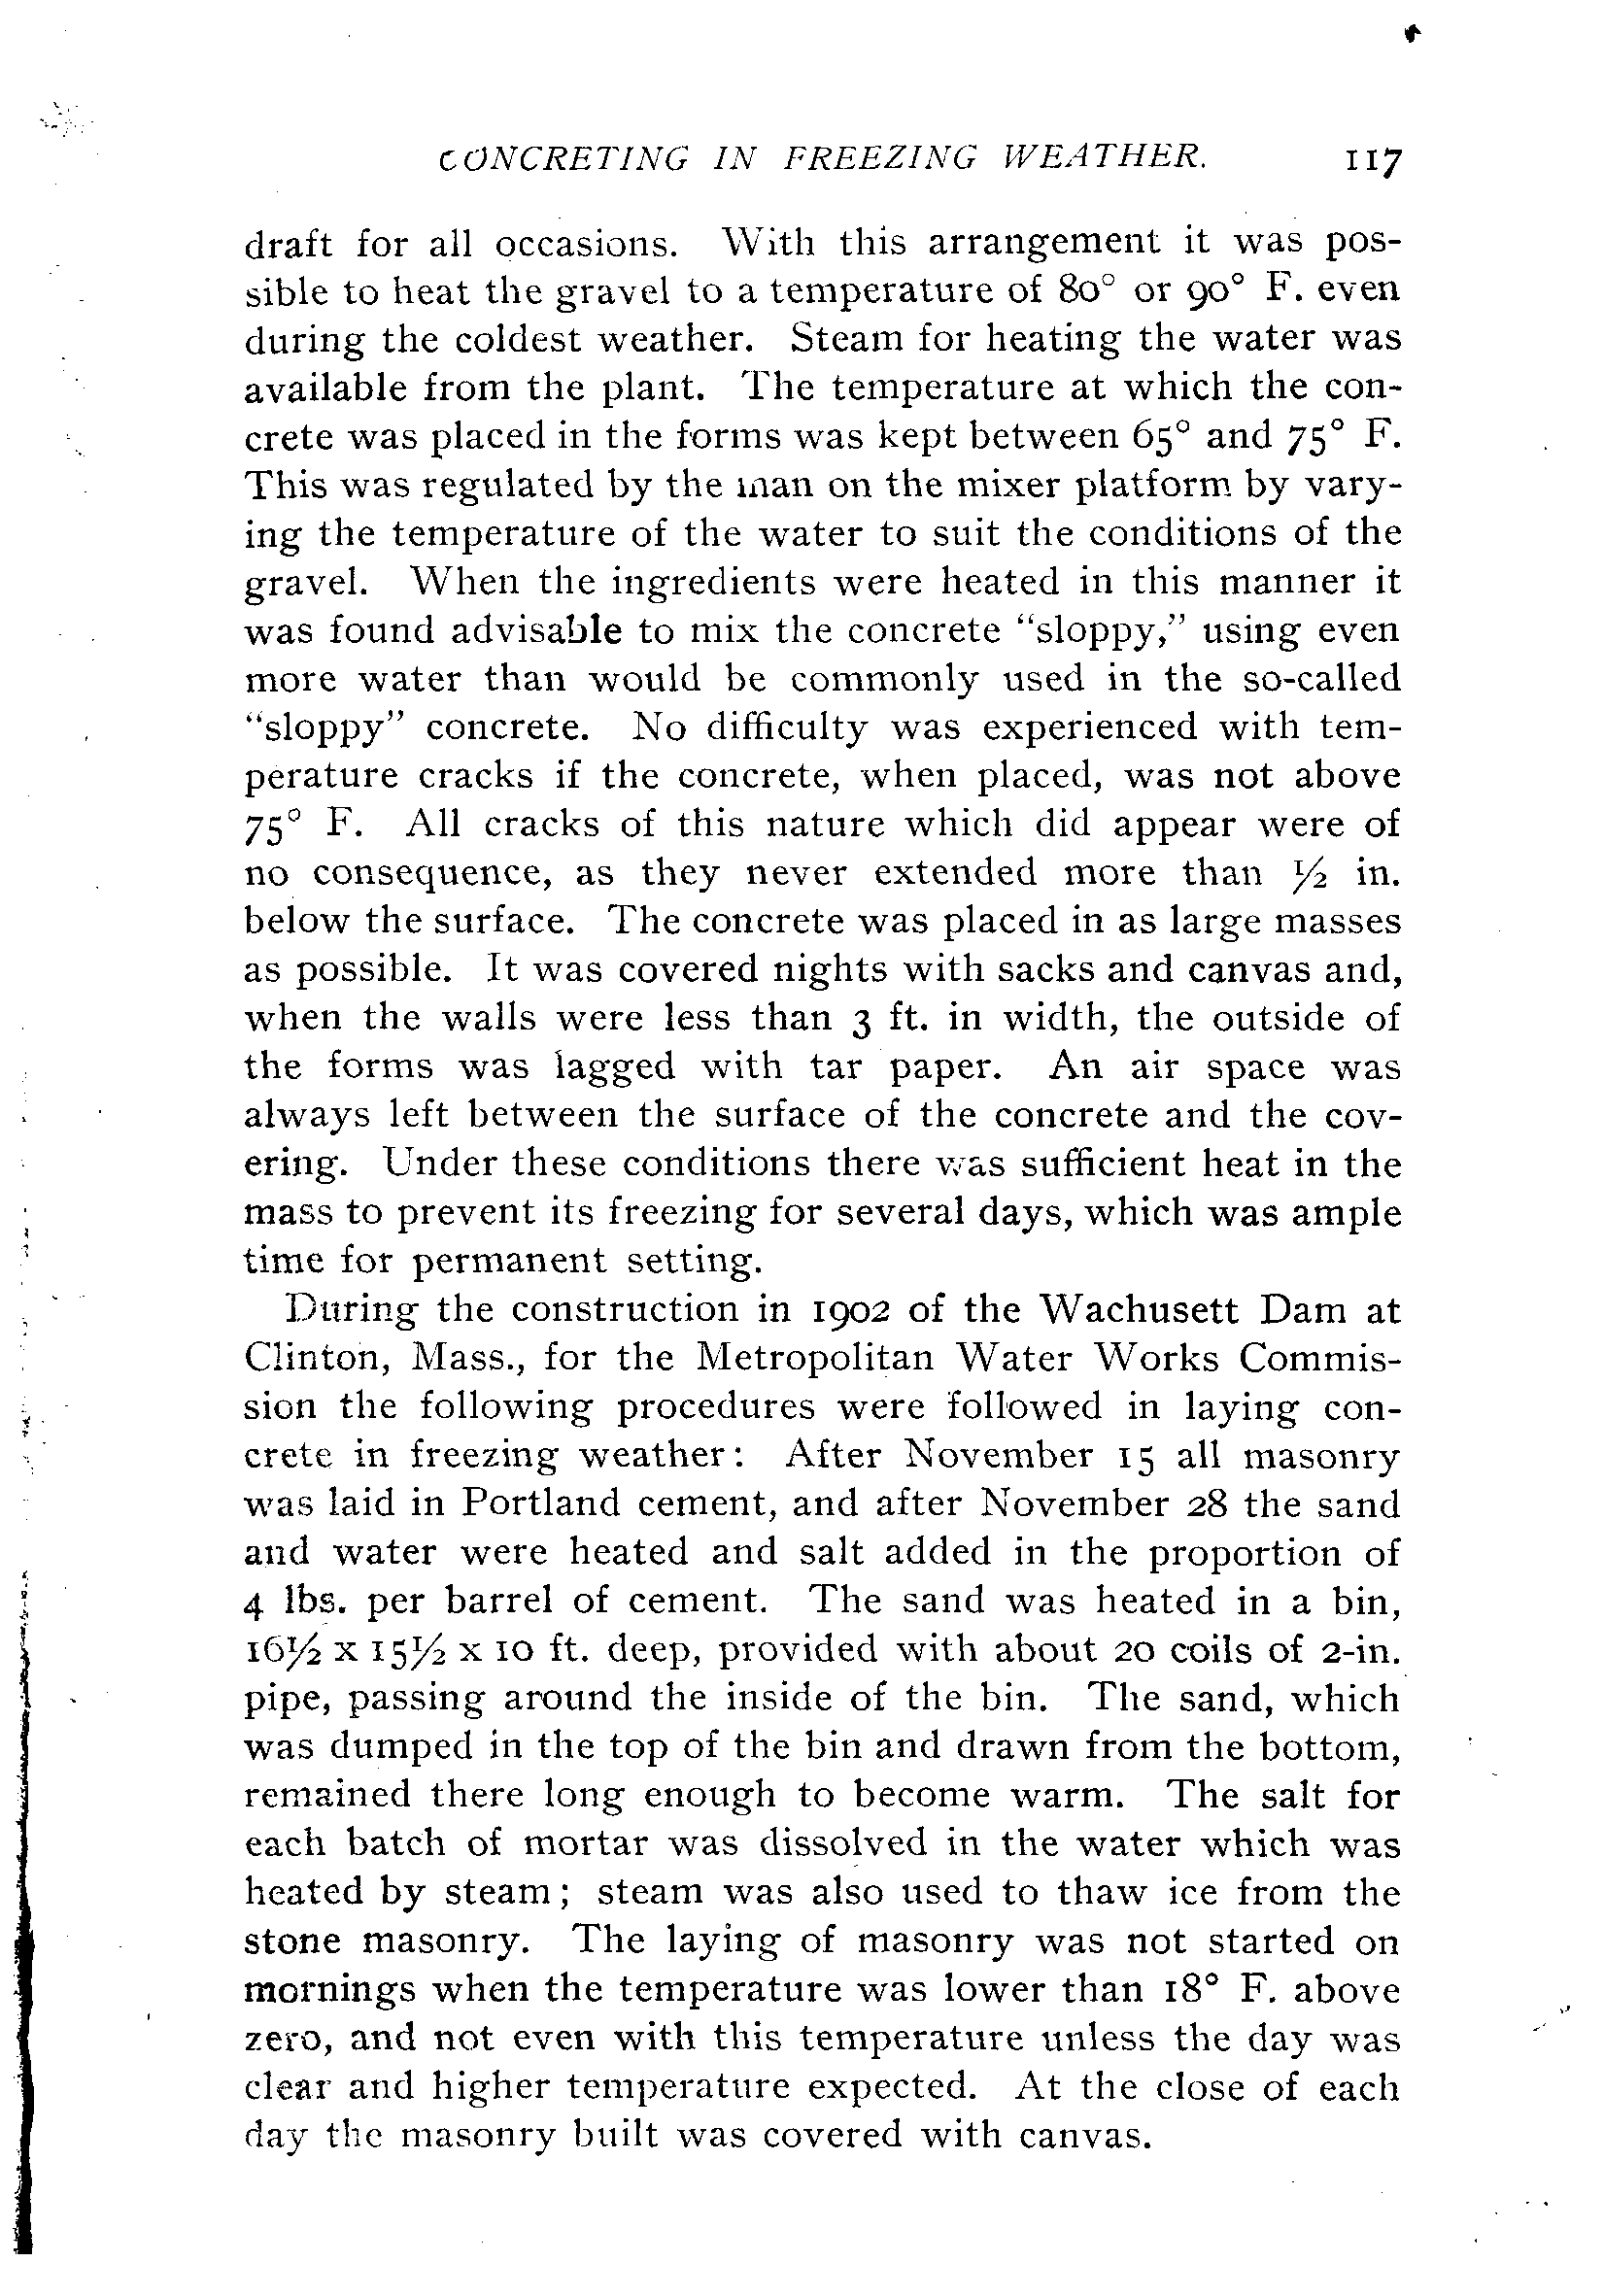 CONCRETING IN FREEZING WEATHER. 117
draft for all occasions. With this arrangement it was pos-
sible to heat the gravel to a temperature of 80° or 90° F. even
during the coldest weather. Steam for heating the water was
available from the plant. The temperature at which the con-
crete was placed in the forms was kept between 65° and 75° F.
This was regulated by the man on the mixer platform by vary-
ing the temperature of the water to suit the conditions of the
gravel. When the ingredients were heated in this manner it
was found advisable to mix the concrete "sloppy," using even
more water than would be commonly used in the so-called
"sloppy" concrete. No difficulty was experienced with tem-
perature cracks if the concrete, when placed, was not above
75° F. All cracks of this nature which did appear were of
no consequence, as they never extended more than ½ in.
below the surface. The concrete was placed in as large masses
as possible. It was covered nights with sacks and canvas and,
when the walls were less than 3 ft. in width, the outside of
the forms was lagged with tar paper. An air space was
always left between the surface of the concrete and the cov-
ering. Under these conditions there was sufficient heat in the
mass to prevent its freezing for several days, which was ample
time for permanent setting.
During the construction in 1902 of the Wachusett Dam at
Clinton, Mass., for the Metropolitan Water Works Commis-
sion the following procedures were followed in laying con-
crete in freezing weather: After November 15 all masonry
was laid in Portland cement, and after November 28 the sand
and water were heated and salt added in the proportion of
4 lbs. per barrel of cement. The sand was heated in a bin,
16½ x 15½ x 10 ft. deep, provided with about 20 coils of 2-in.
pipe, passing around the inside of the bin. The sand, which
was dumped in the top of the bin and drawn from the bottom,
remained there long enough to become warm. The salt for
each batch of mortar was dissolved in the water which was
heated by steam; steam was also used to thaw ice from the
stone masonry. The laying of masonry was not started on
mornings when the temperature was lower than 18° F. above
zero, and not even with this temperature unless the day was
clear and higher temperature expected. At the close of each
day the masonry built was covered with canvas.